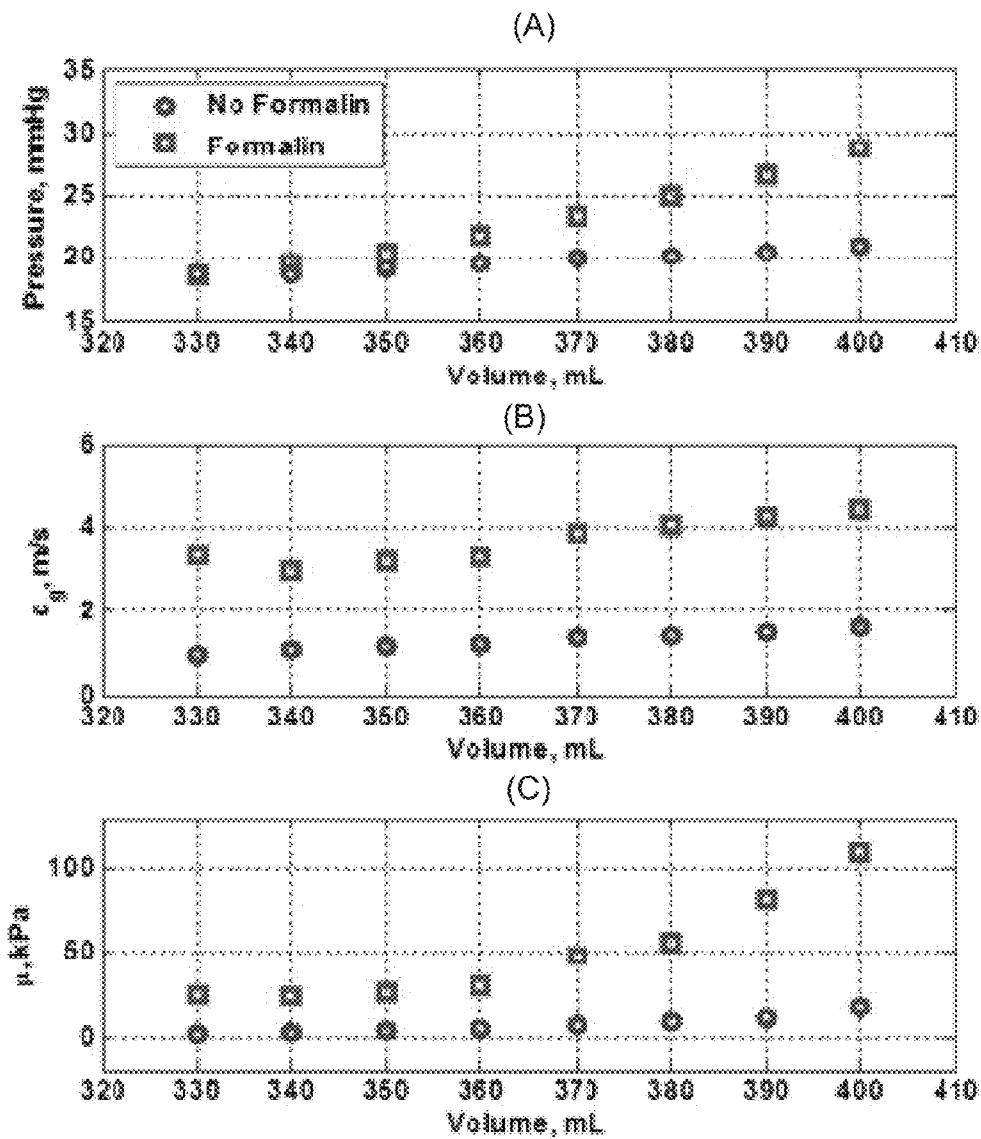 (A)
35
30
25
20
15
Pressure, mmHg
No Formalin
Formalin
320 330 340 350 360 370 380 390 400 410
Volume, mL
(B)
6
4
2
0
c_g, m/s
320 330 340 350 360 370 380 390 400 410
Volume, mL
(C)
100
50
0
μ, kPa
320 330 340 350 360 370 380 390 400 410
Volume, mL